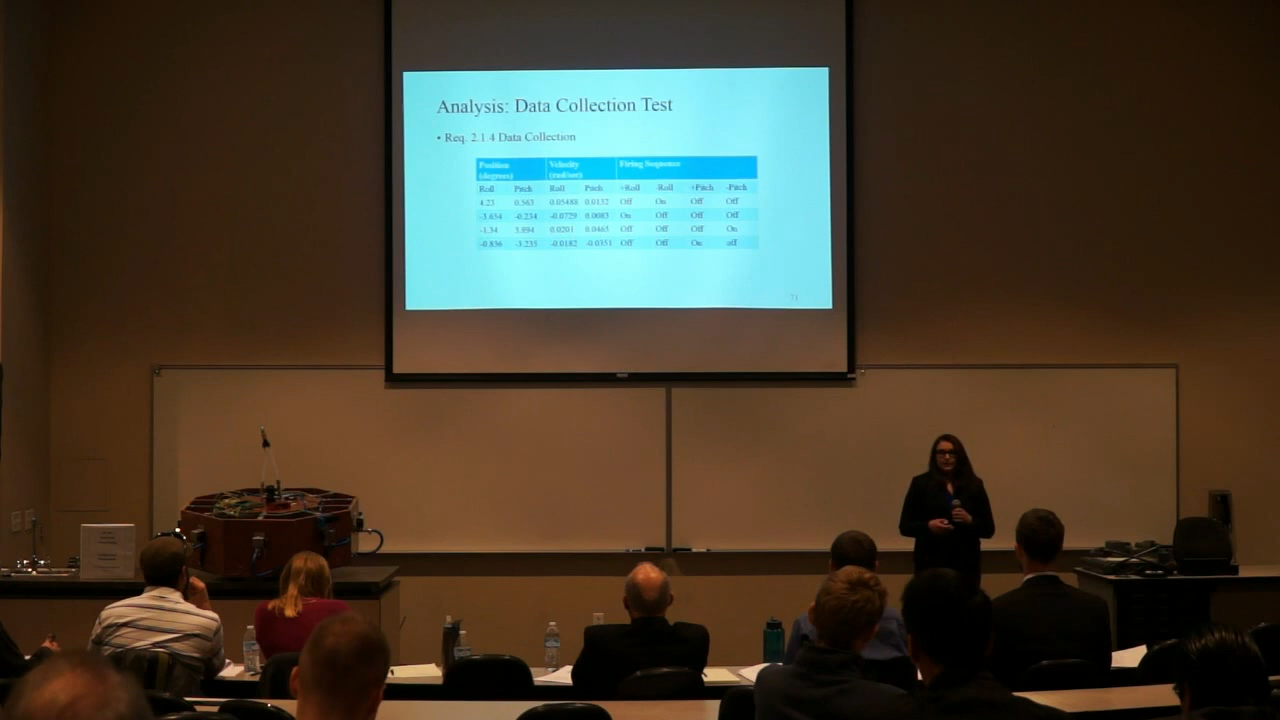 Analysis: Data Collection Test
• Req. 2.1.4 Data Collection
Position (degrees) Velocity (rad/sec) Firing Sequence
Roll Pitch Roll Pitch +Roll -Roll +Pitch -Pitch
4.23 0.563 0.05488 0.0132 Off On Off Off
-3.654 -0.234 -0.0729 0.0083 On Off Off Off
-1.34 3.894 0.0201 0.0465 Off Off Off On
-0.836 -3.235 -0.0182 -0.0351 Off Off On off
71